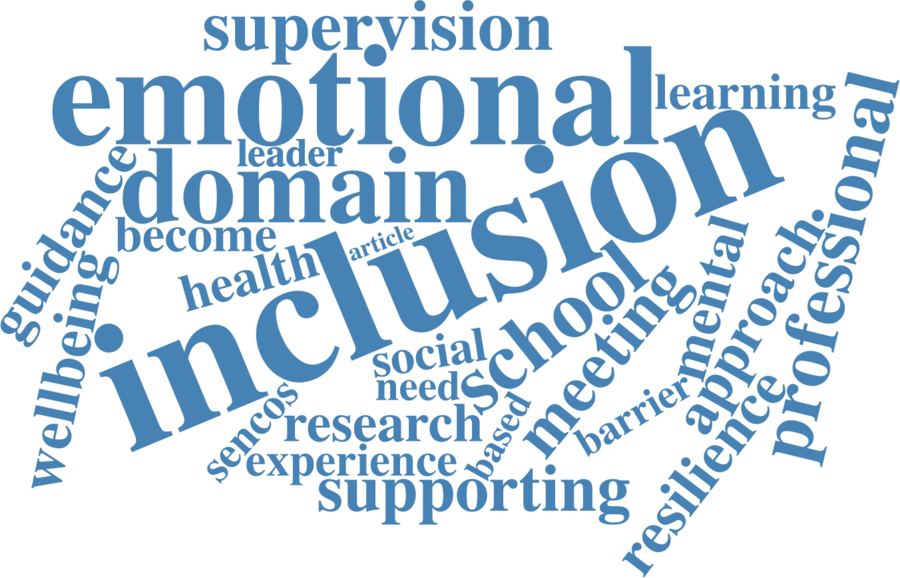 supervision
emotional
learning
leader
domain
guidance
become
article
health
inclusion
professional
wellbeing
school
mental
approach.
social
meeting
need
sencos
research
based
barrier
resilience
experience
supporting